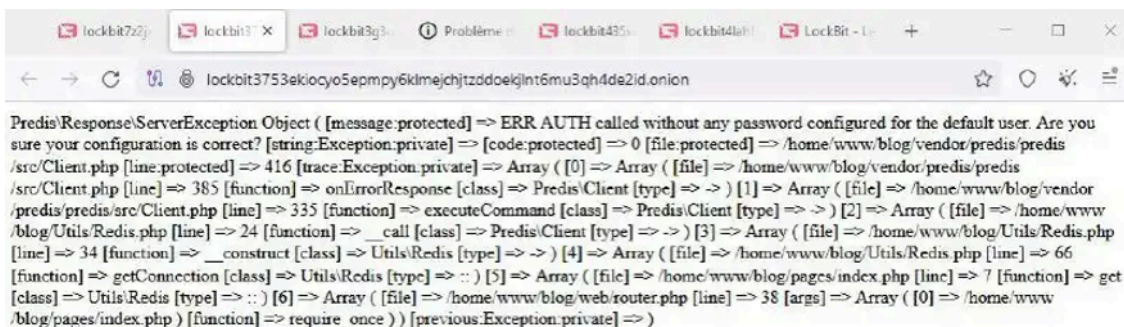 lockbit7z2j
lockbit37
lockbit3g3
Problème
lockbit435
lockbit4lah
LockBit - Le
lockbit3753ekiocyo5epmpy6klmejchjtzddoekjlnt6mu3qh4de2id.onion
Predis\Response\ServerException Object ( [message:protected] => ERR AUTH called without any password configured for the default user. Are you
sure your configuration is correct? [string:Exception:private] => [code:protected] => 0 [file:protected] => /home/www/blog/vendor/predis/predis
/src/Client.php [line:protected] => 416 [trace:Exception:private] => Array ( [0] => Array ( [file] => /home/www/blog/vendor/predis/predis
/src/Client.php [line] => 385 [function] => onErrorResponse [class] => Predis\Client [type] => -> ) [1] => Array ( [file] => /home/www/blog/vendor
/predis/predis/src/Client.php [line] => 335 [function] => executeCommand [class] => Predis\Client [type] => -> ) [2] => Array ( [file] => /home/www
/blog/Utils/Redis.php [line] => 24 [function] => __call [class] => Predis\Client [type] => -> ) [3] => Array ( [file] => /home/www/blog/Utils/Redis.php
[line] => 34 [function] => __construct [class] => Utils\Redis [type] => -> ) [4] => Array ( [file] => /home/www/blog/Utils/Redis.php [line] => 66
[function] => getConnection [class] => Utils\Redis [type] => :: ) [5] => Array ( [file] => /home/www/blog/pages/index.php [line] => 7 [function] => get
[class] => Utils\Redis [type] => :: ) [6] => Array ( [file] => /home/www/blog/web/router.php [line] => 38 [args] => Array ( [0] => /home/www
/blog/pages/index.php ) [function] => require_once ) ) [previous:Exception:private] => )